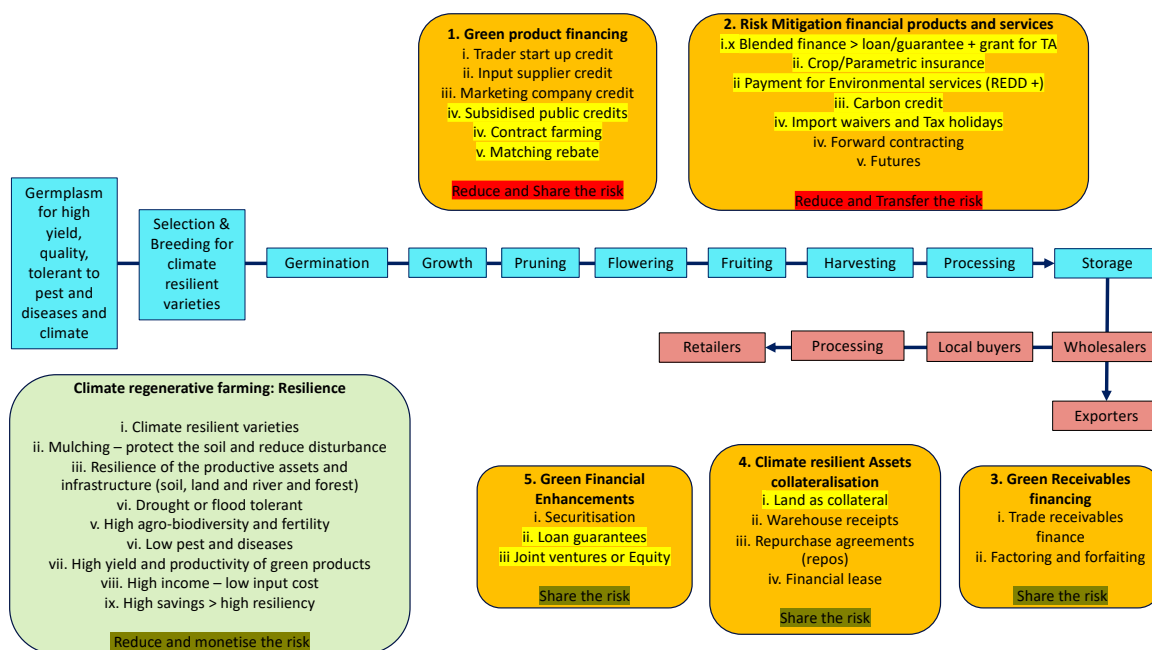 1. Green product financing
i. Trader start up credit
ii. Input supplier credit
iii. Marketing company credit
iv. Subsidised public credits
iv. Contract farming
v. Matching rebate
Reduce and Share the risk
2. Risk Mitigation financial products and services
i.x Blended finance > loan/guarantee + grant for TA
ii. Crop/Parametric insurance
ii Payment for Environmental services (REDD +)
iii. Carbon credit
iv. Import waivers and Tax holidays
iv. Forward contracting
v. Futures
Reduce and Transfer the risk
Germplasm
for high
yield,
quality,
tolerant to
pest and
diseases and
climate
Selection &
Breeding for
climate
resilient
varieties
Germination
Growth
Pruning
Flowering
Fruiting
Harvesting
Processing
Storage
Retailers
Processing
Local buyers
Wholesalers
Exporters
Climate regenerative farming: Resilience
i. Climate resilient varieties
ii. Mulching – protect the soil and reduce disturbance
iii. Resilience of the productive assets and
infrastructure (soil, land and river and forest)
vi. Drought or flood tolerant
v. High agro-biodiversity and fertility
vi. Low pest and diseases
vii. High yield and productivity of green products
viii. High income – low input cost
ix. High savings > high resiliency
Reduce and monetise the risk
5. Green Financial
Enhancements
i. Securitisation
ii. Loan guarantees
iii Joint ventures or Equity
Share the risk
4. Climate resilient Assets
collateralisation
i. Land as collateral
ii. Warehouse receipts
iii. Repurchase agreements
(repos)
iv. Financial lease
Share the risk
3. Green Receivables
financing
i. Trade receivables
finance
ii. Factoring and forfaiting
Share the risk